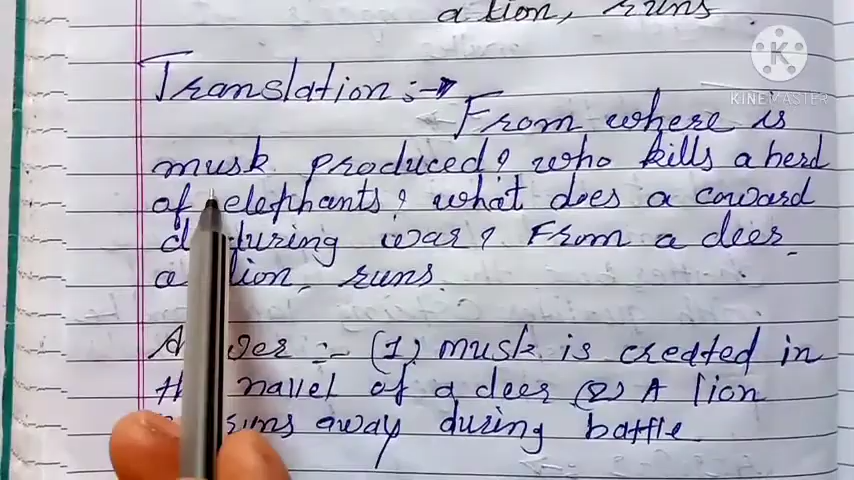 a lion, runs
KINEMASTER
Translation :-
From where is
musk produced? who kills a herd
of elephants? what does a coward
during war? From a deer
a lion, runs.
:- (1) musk is created in
navel of a deer (2) A lion
runs away during battle